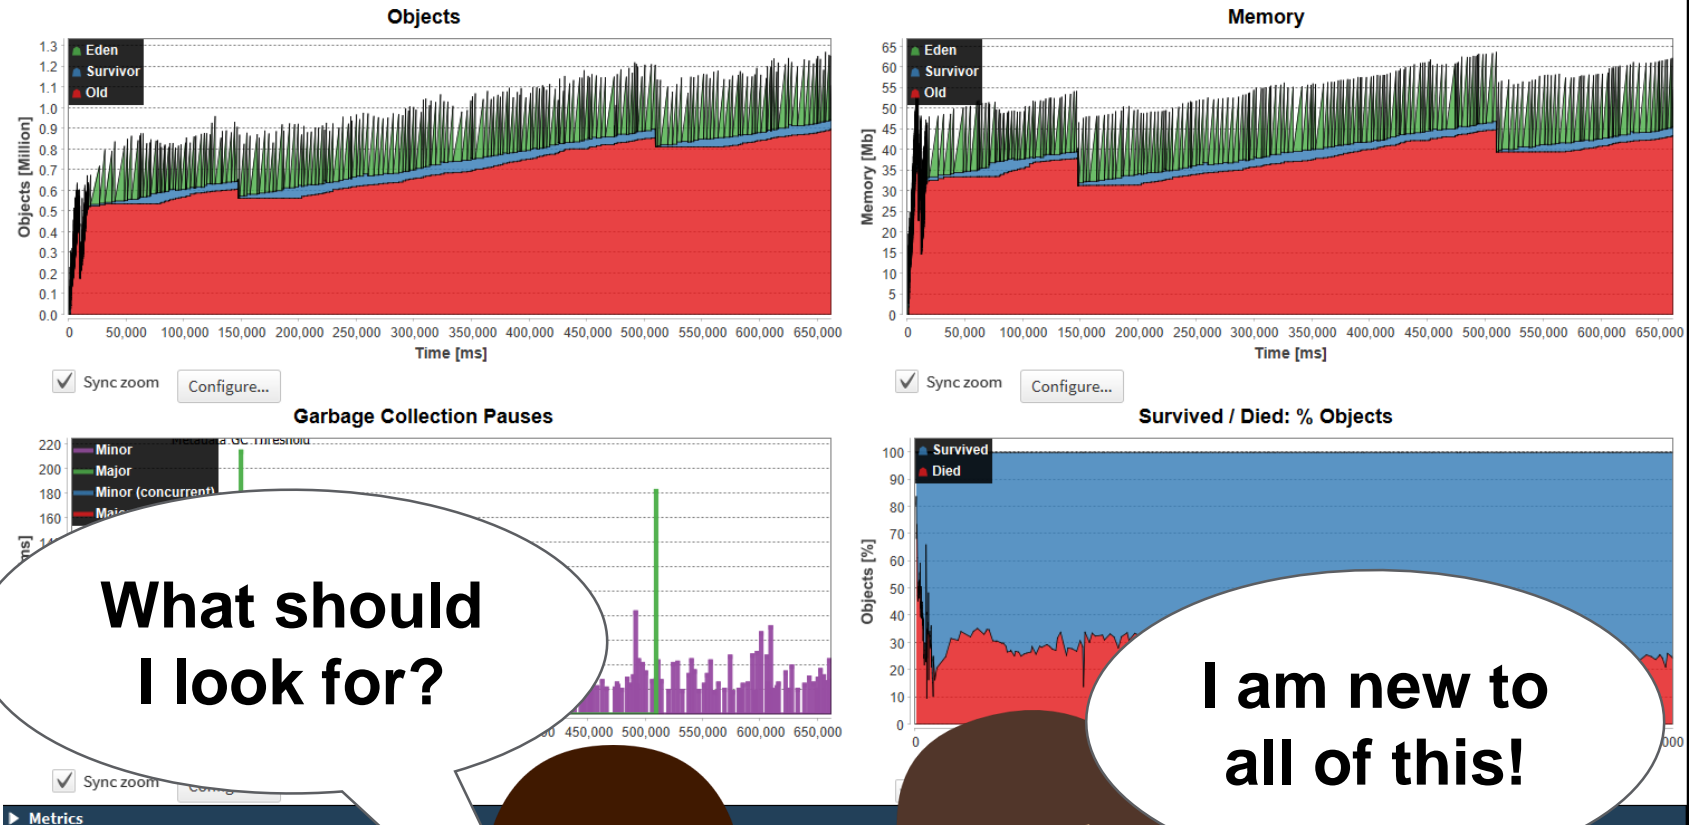 Objects
Eden
Survivor
Old
1.3
1.2
1.1
1.0
0.9
0.8
0.7
0.6
0.5
0.4
0.3
0.2
0.1
0.0
Objects [Million]
0 50,000 100,000 150,000 200,000 250,000 300,000 350,000 400,000 450,000 500,000 550,000 600,000 650,000
Time [ms]
Sync zoom
Configure...
Memory
Eden
Survivor
Old
65
60
55
50
45
40
35
30
25
20
15
10
5
0
Memory [Mb]
0 50,000 100,000 150,000 200,000 250,000 300,000 350,000 400,000 450,000 500,000 550,000 600,000 650,000
Time [ms]
Sync zoom
Configure...
Garbage Collection Pauses
Metadata GC Threshold
Minor
Major
Minor (concurrent)
220
200
180
160
450,000 500,000 550,000 600,000 650,000
What should
I look for?
Sync zoom
Survived / Died: % Objects
Survived
Died
100
90
80
70
60
50
40
30
20
10
0
Objects [%]
0
I am new to
all of this!
Metrics